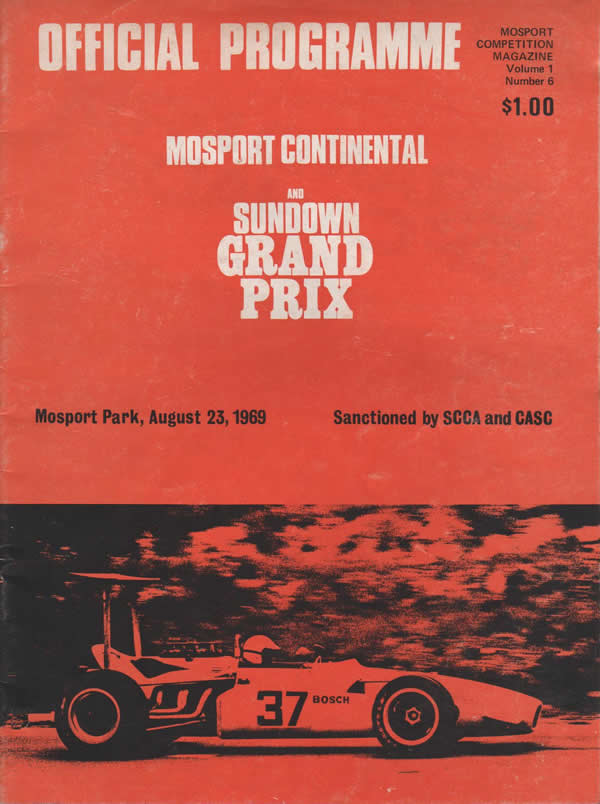 OFFICIAL PROGRAMME
MOSPORT
COMPETITION
MAGAZINE
Volume 1
Number 6
$1.00
MOSPORT CONTINENTAL
AND
SUNDOWN
GRAND
PRIX
Mosport Park, August 23, 1969
Sanctioned by SCCA and CASC
37 BOSCH